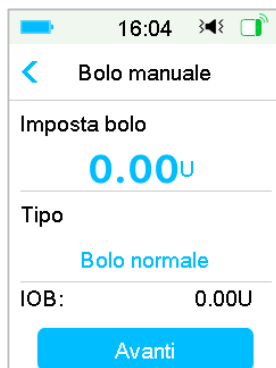 16:04
Bolo manuale
Imposta bolo
0.00U
Tipo
Bolo normale
IOB: 0.00U
Avanti